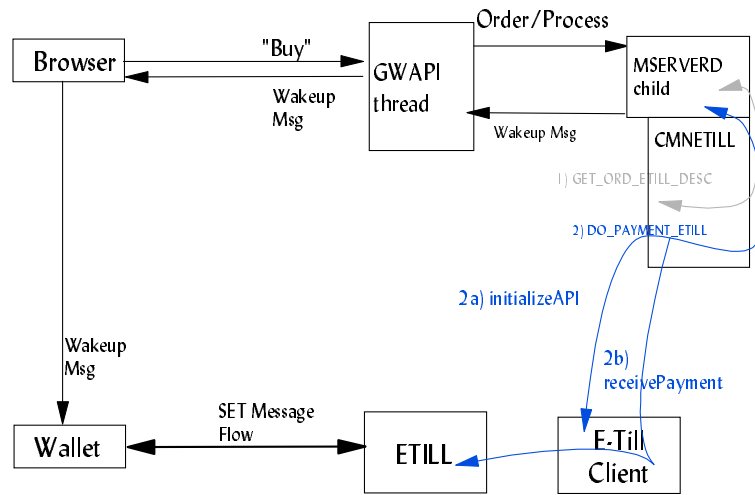 Order/Process
"Buy"
Browser
GWAPI
thread
MSERVERD
child
Wakeup
Msg
Wakeup Msg
CMNETILL
1) GET_ORD_ETILL_DESC
2) DO_PAYMENT_ETILL
2a) initializeAPI
Wakeup
Msg
2b)
receivePayment
SET Message
Flow
Wallet
ETILL
E-Till
Client